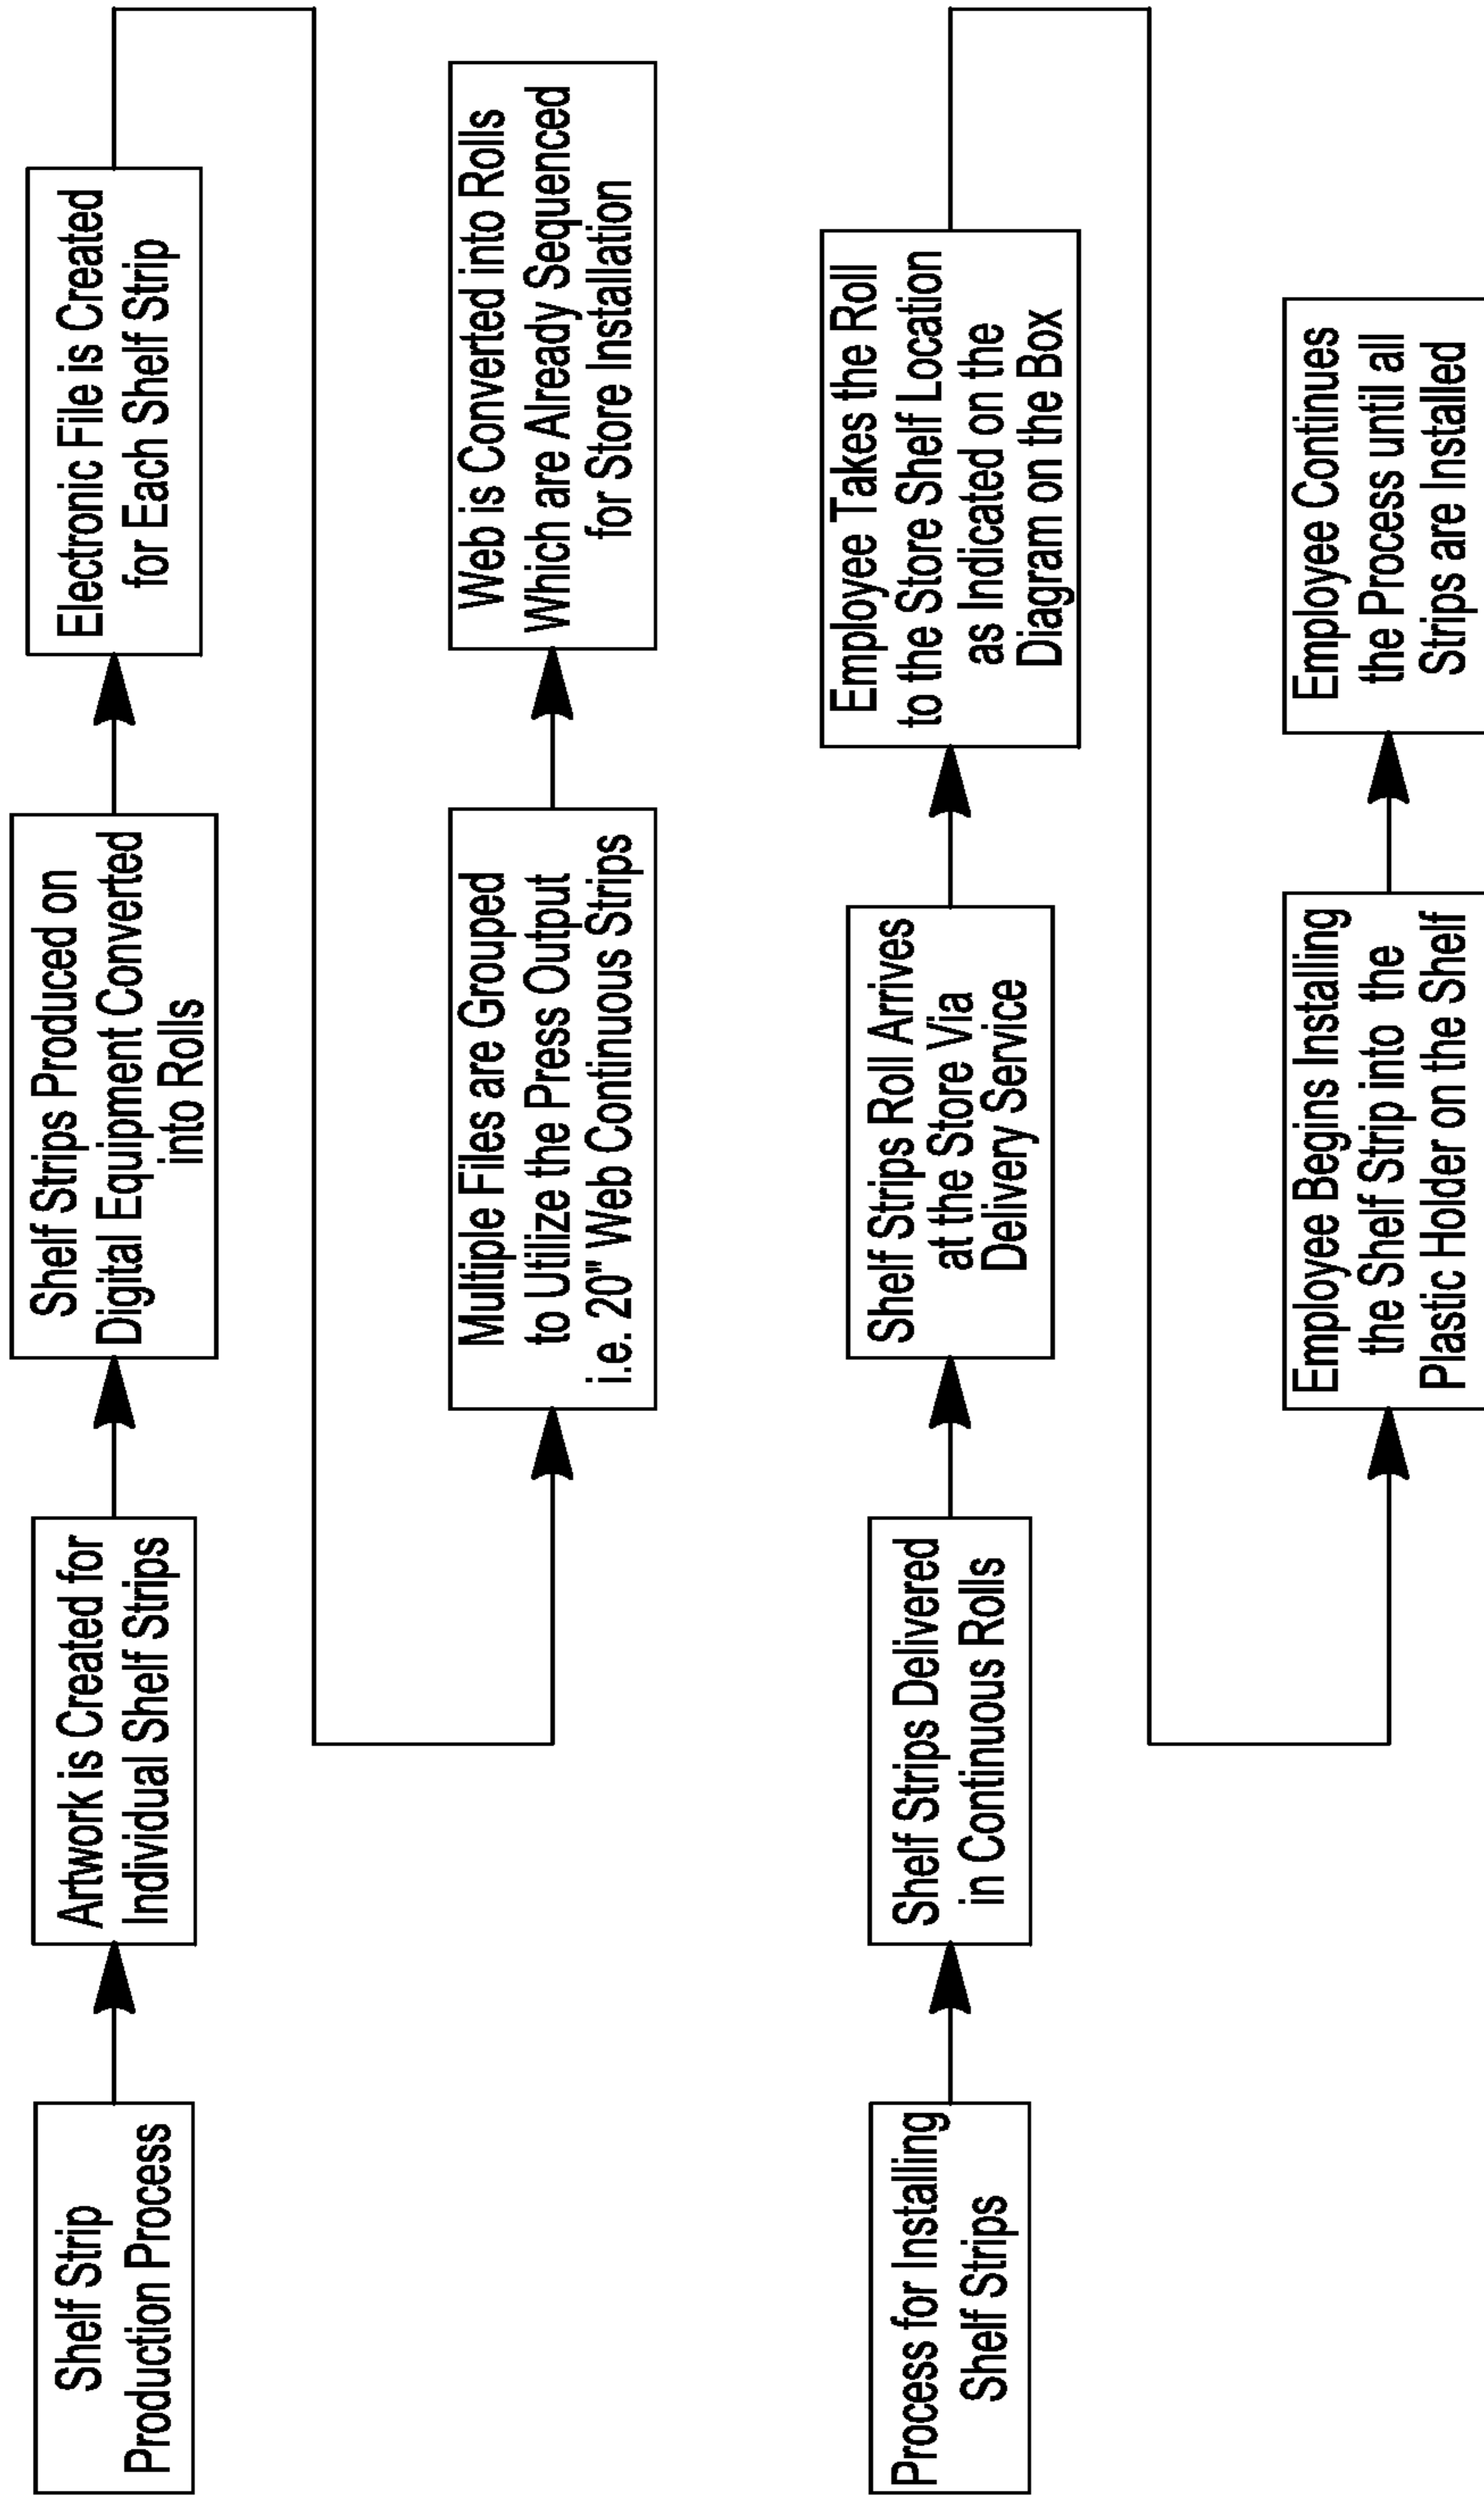 Shelf Strip
Production Process
Artwork is Created for
Individual Shelf Strips
Shelf Strips Produced on
Digital Equipment Converted
into Rolls
Electronic File is Created
for Each Shelf Strip
Multiple Files are Grouped
to Utilize the Press Output
i.e. 20" Web Continuous Strips
Web is Converted into Rolls
Which are Already Sequenced
for Store Installation
Process for Installing
Shelf Strips
Shelf Strips Delivered
in Continuous Rolls
Shelf Strips Roll Arrives
at the Store Via
Delivery Service
Employee Takes the Roll
to the Store Shelf Location
as Indicated on the
Diagram on the Box
Employee Begins Installing
the Shelf Strip into the
Plastic Holder on the Shelf
Employee Continues
the Process untill all
Strips are Installed